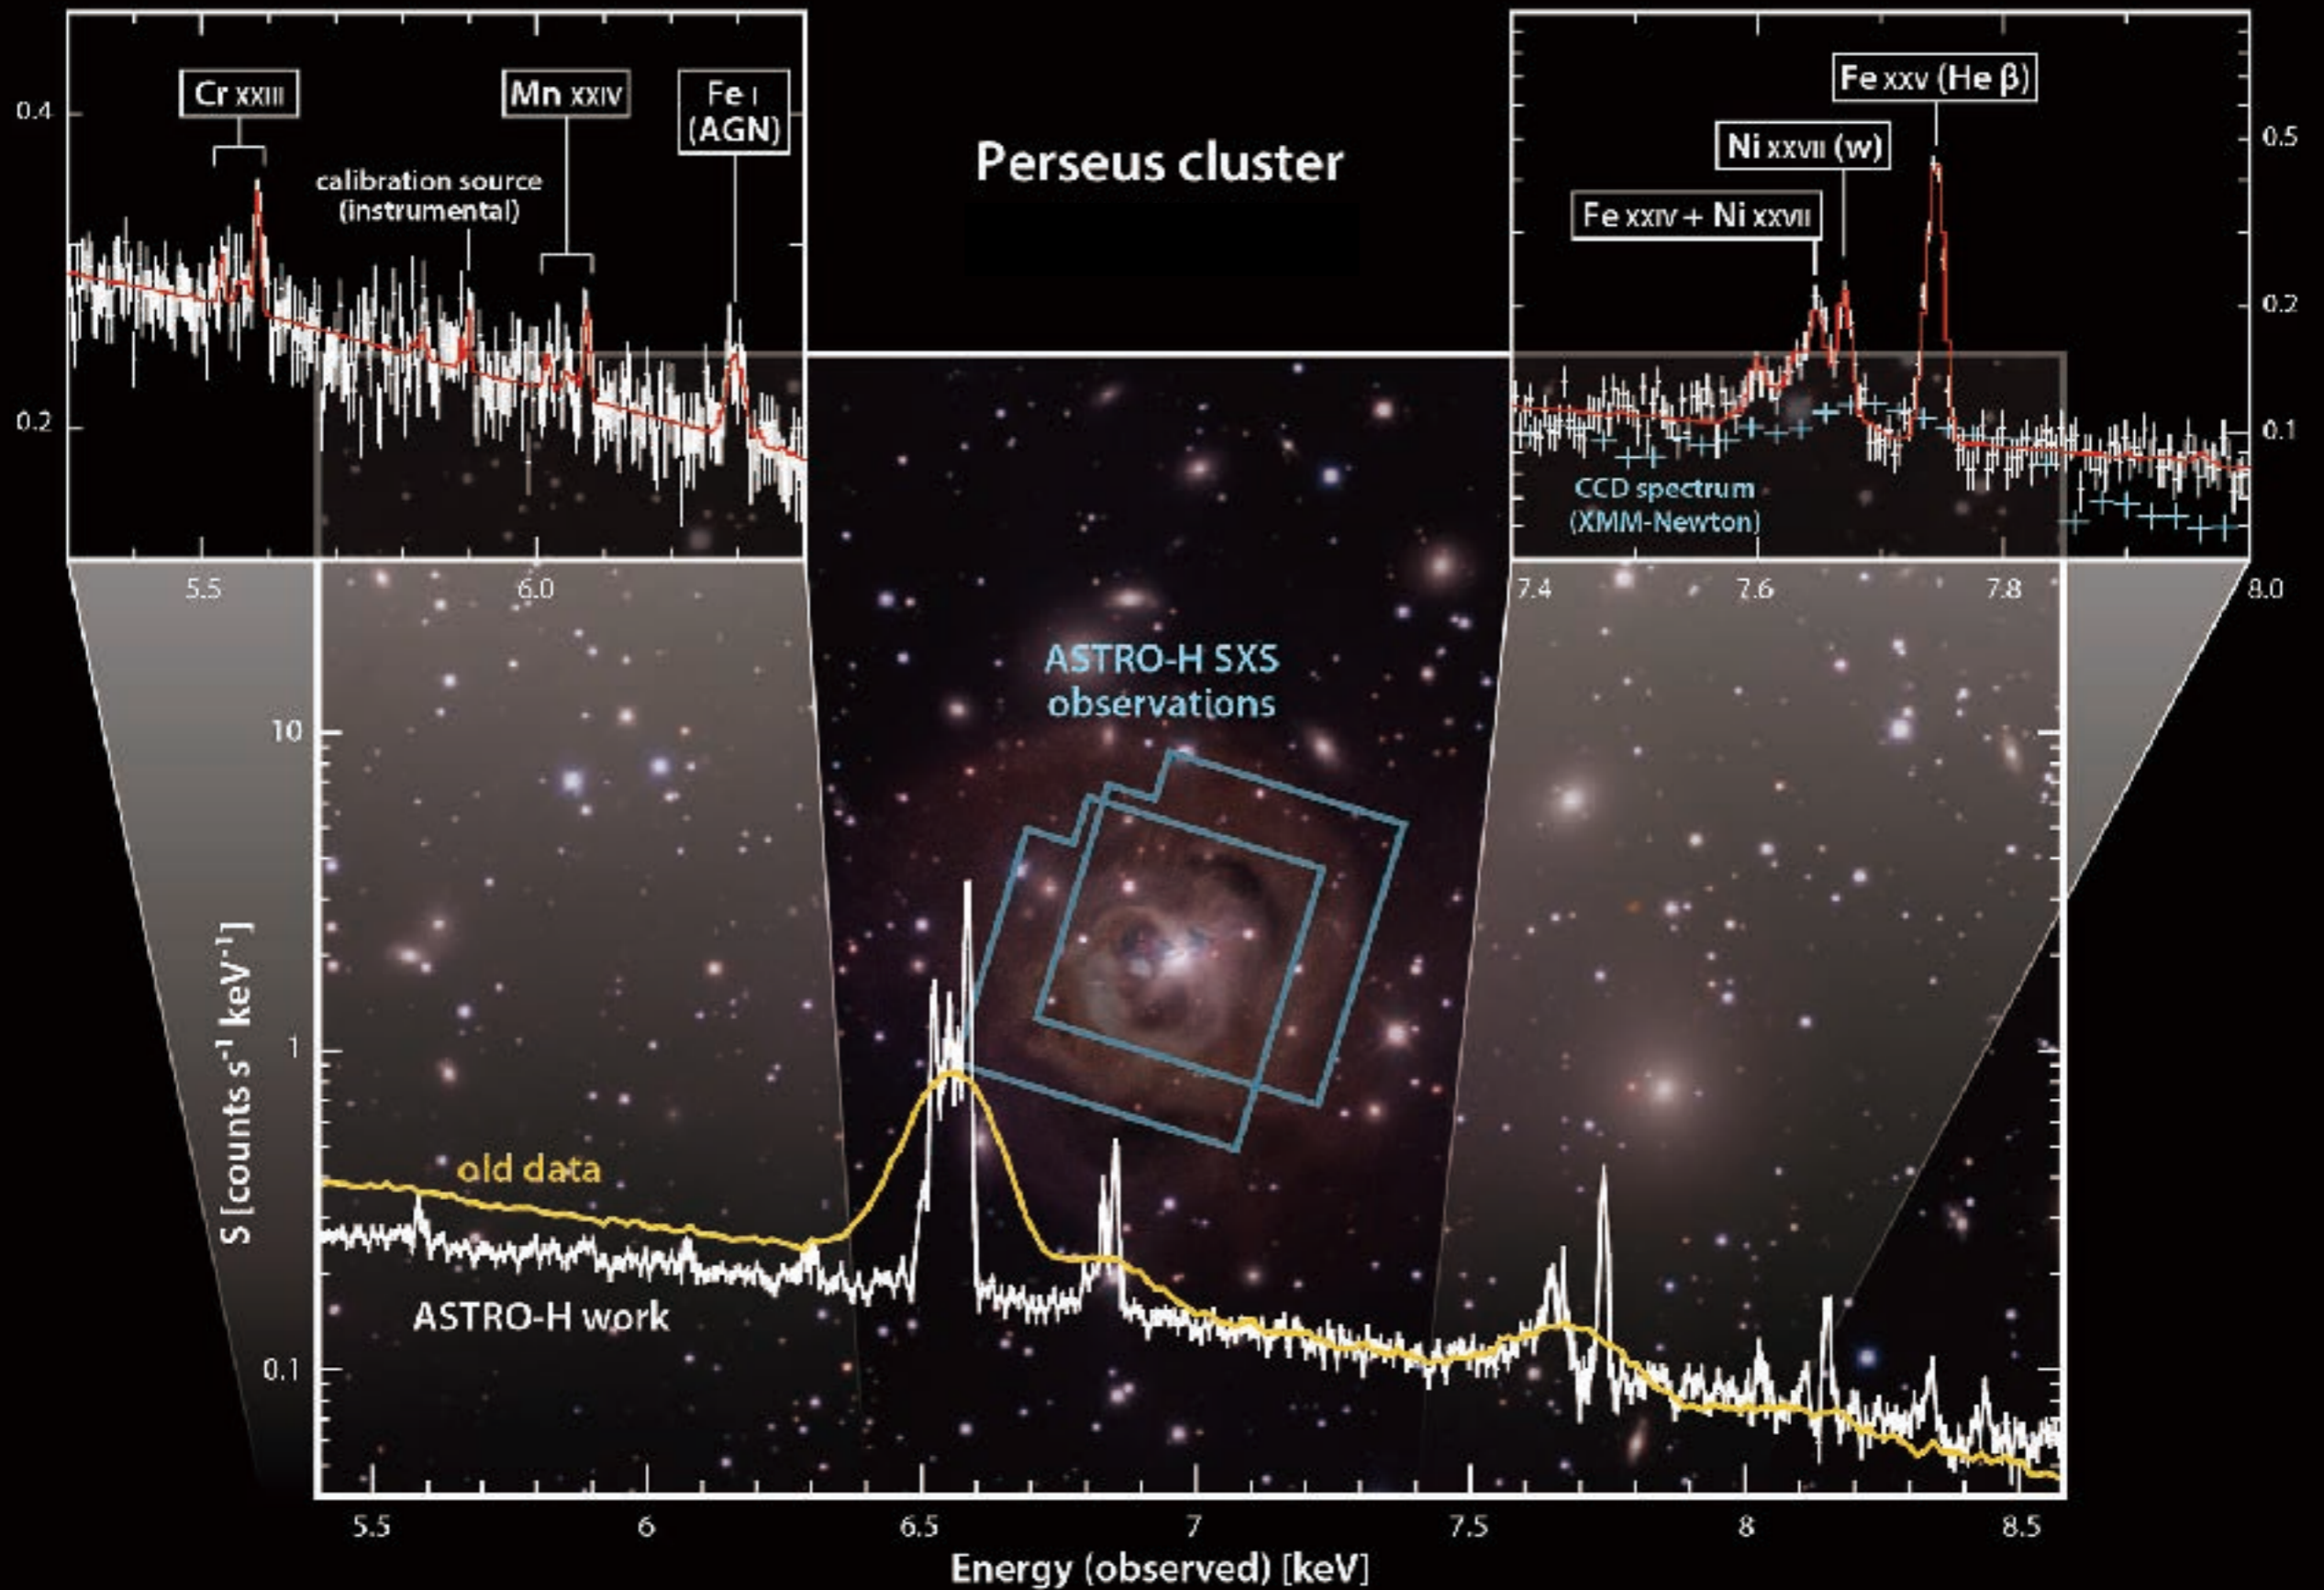 Cr XXIII
Mn XXIV
Fe I
(AGN)
calibration source
(instrumental)
0.4
0.2
5.5
6.0
Perseus cluster
Fe XXV (He β)
Ni XXVII (w)
Fe XXIV + Ni XXVII
CCD spectrum
(XMM-Newton)
0.5
0.2
0.1
7.4
7.6
7.8
8.0
ASTRO-H SXS
observations
10
1
0.1
S [counts s⁻¹ keV⁻¹]
old data
ASTRO-H work
5.5
6
6.5
7
7.5
8
8.5
Energy (observed) [keV]